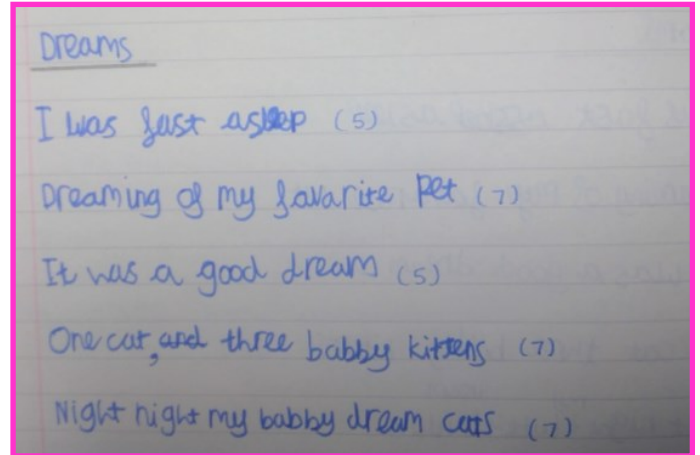 Dreams
I was fast asleep (5)
Dreaming of my favarite Pet (7)
It was a good dream (5)
One cat, and three babby kittens (7)
Night night my babby dream cats (7)